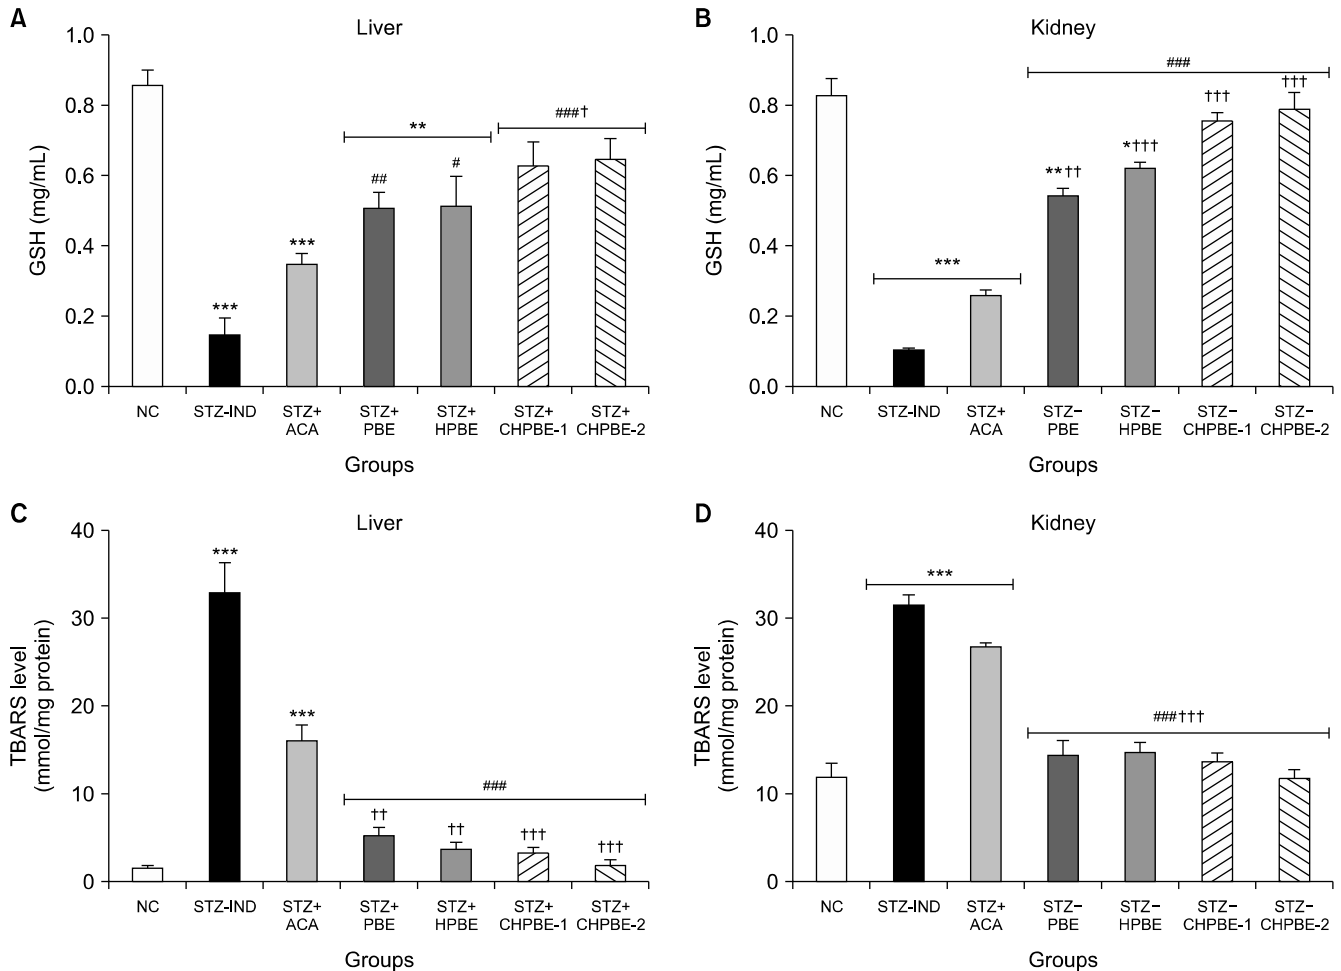 A
Liver
GSH (mg/mL)
1.0
0.8
0.6
0.4
0.2
0.0
***
***
**
##
#
###†
NC
STZ-IND
STZ+
ACA
STZ+
PBE
STZ+
HPBE
STZ+
CHPBE-1
STZ+
CHPBE-2
Groups
B
Kidney
GSH (mg/mL)
1.0
0.8
0.6
0.4
0.2
0.0
***
**††
*†††
###
†††
†††
NC
STZ-IND
STZ+
ACA
STZ–
PBE
STZ–
HPBE
STZ–
CHPBE-1
STZ–
CHPBE-2
Groups
C
Liver
TBARS level
(mmol/mg protein)
40
30
20
10
0
***
***
###
††
††
†††
†††
NC
STZ-IND
STZ+
ACA
STZ+
PBE
STZ+
HPBE
STZ+
CHPBE-1
STZ+
CHPBE-2
Groups
D
Kidney
TBARS level
(mmol/mg protein)
40
30
20
10
0
***
###†††
NC
STZ-IND
STZ+
ACA
STZ–
PBE
STZ–
HPBE
STZ–
CHPBE-1
STZ–
CHPBE-2
Groups